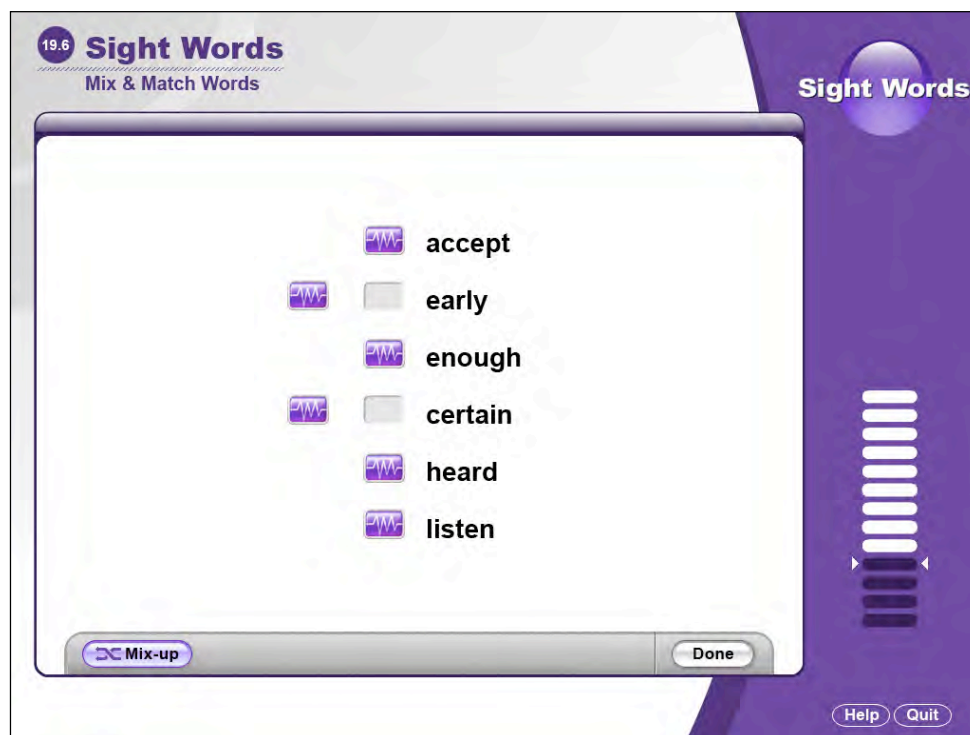 19.6 Sight Words
Mix & Match Words
Sight Words
accept
early
enough
certain
heard
listen
Mix-up
Done
Help
Quit